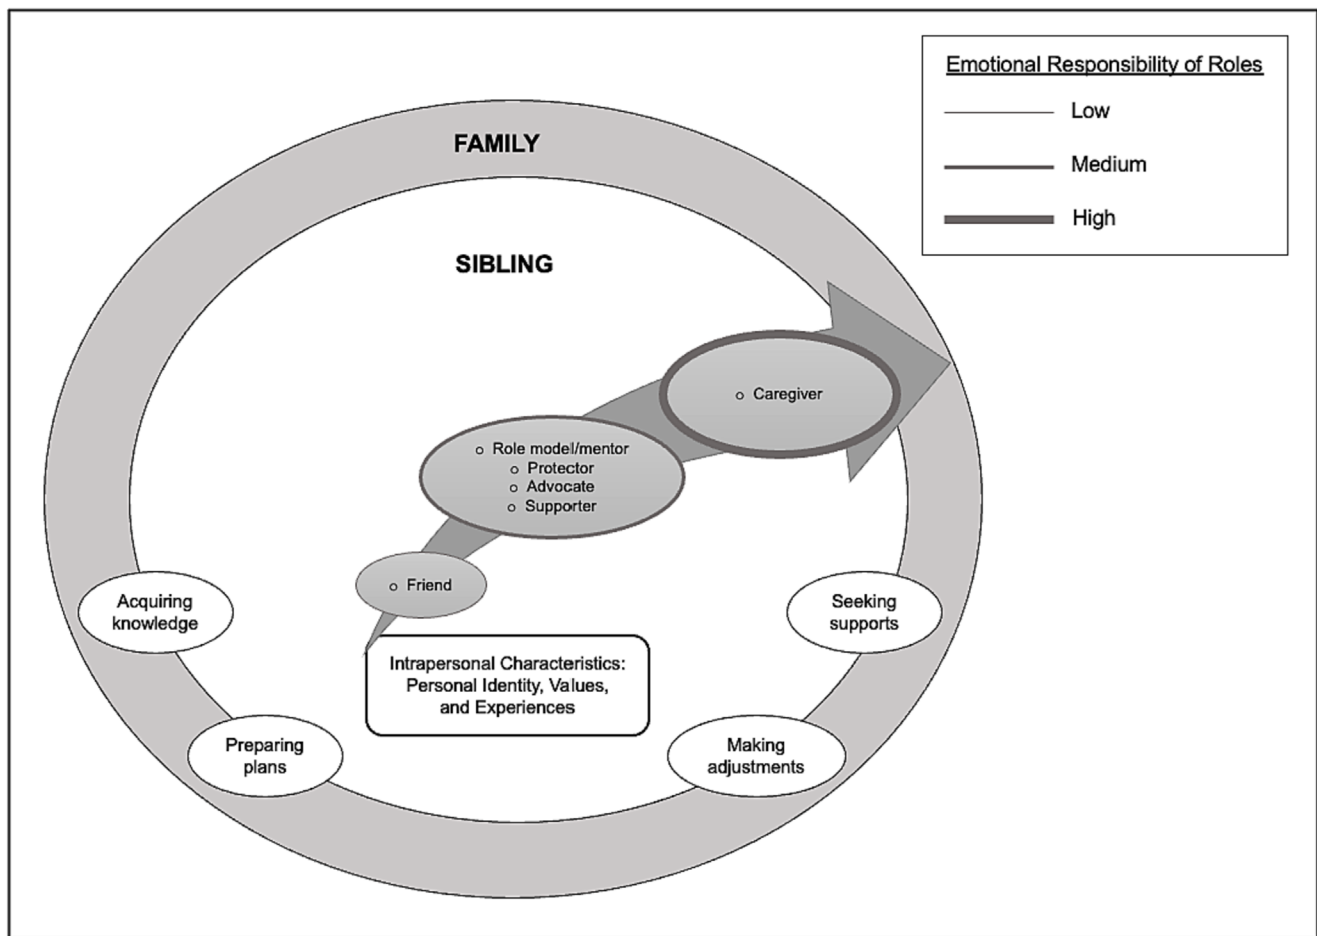 Emotional Responsibility of Roles
Low
Medium
High
FAMILY
SIBLING
○ Caregiver
○ Role model/mentor
○ Protector
○ Advocate
○ Supporter
○ Friend
Acquiring
knowledge
Seeking
supports
Intrapersonal Characteristics:
Personal Identity, Values,
and Experiences
Preparing
plans
Making
adjustments